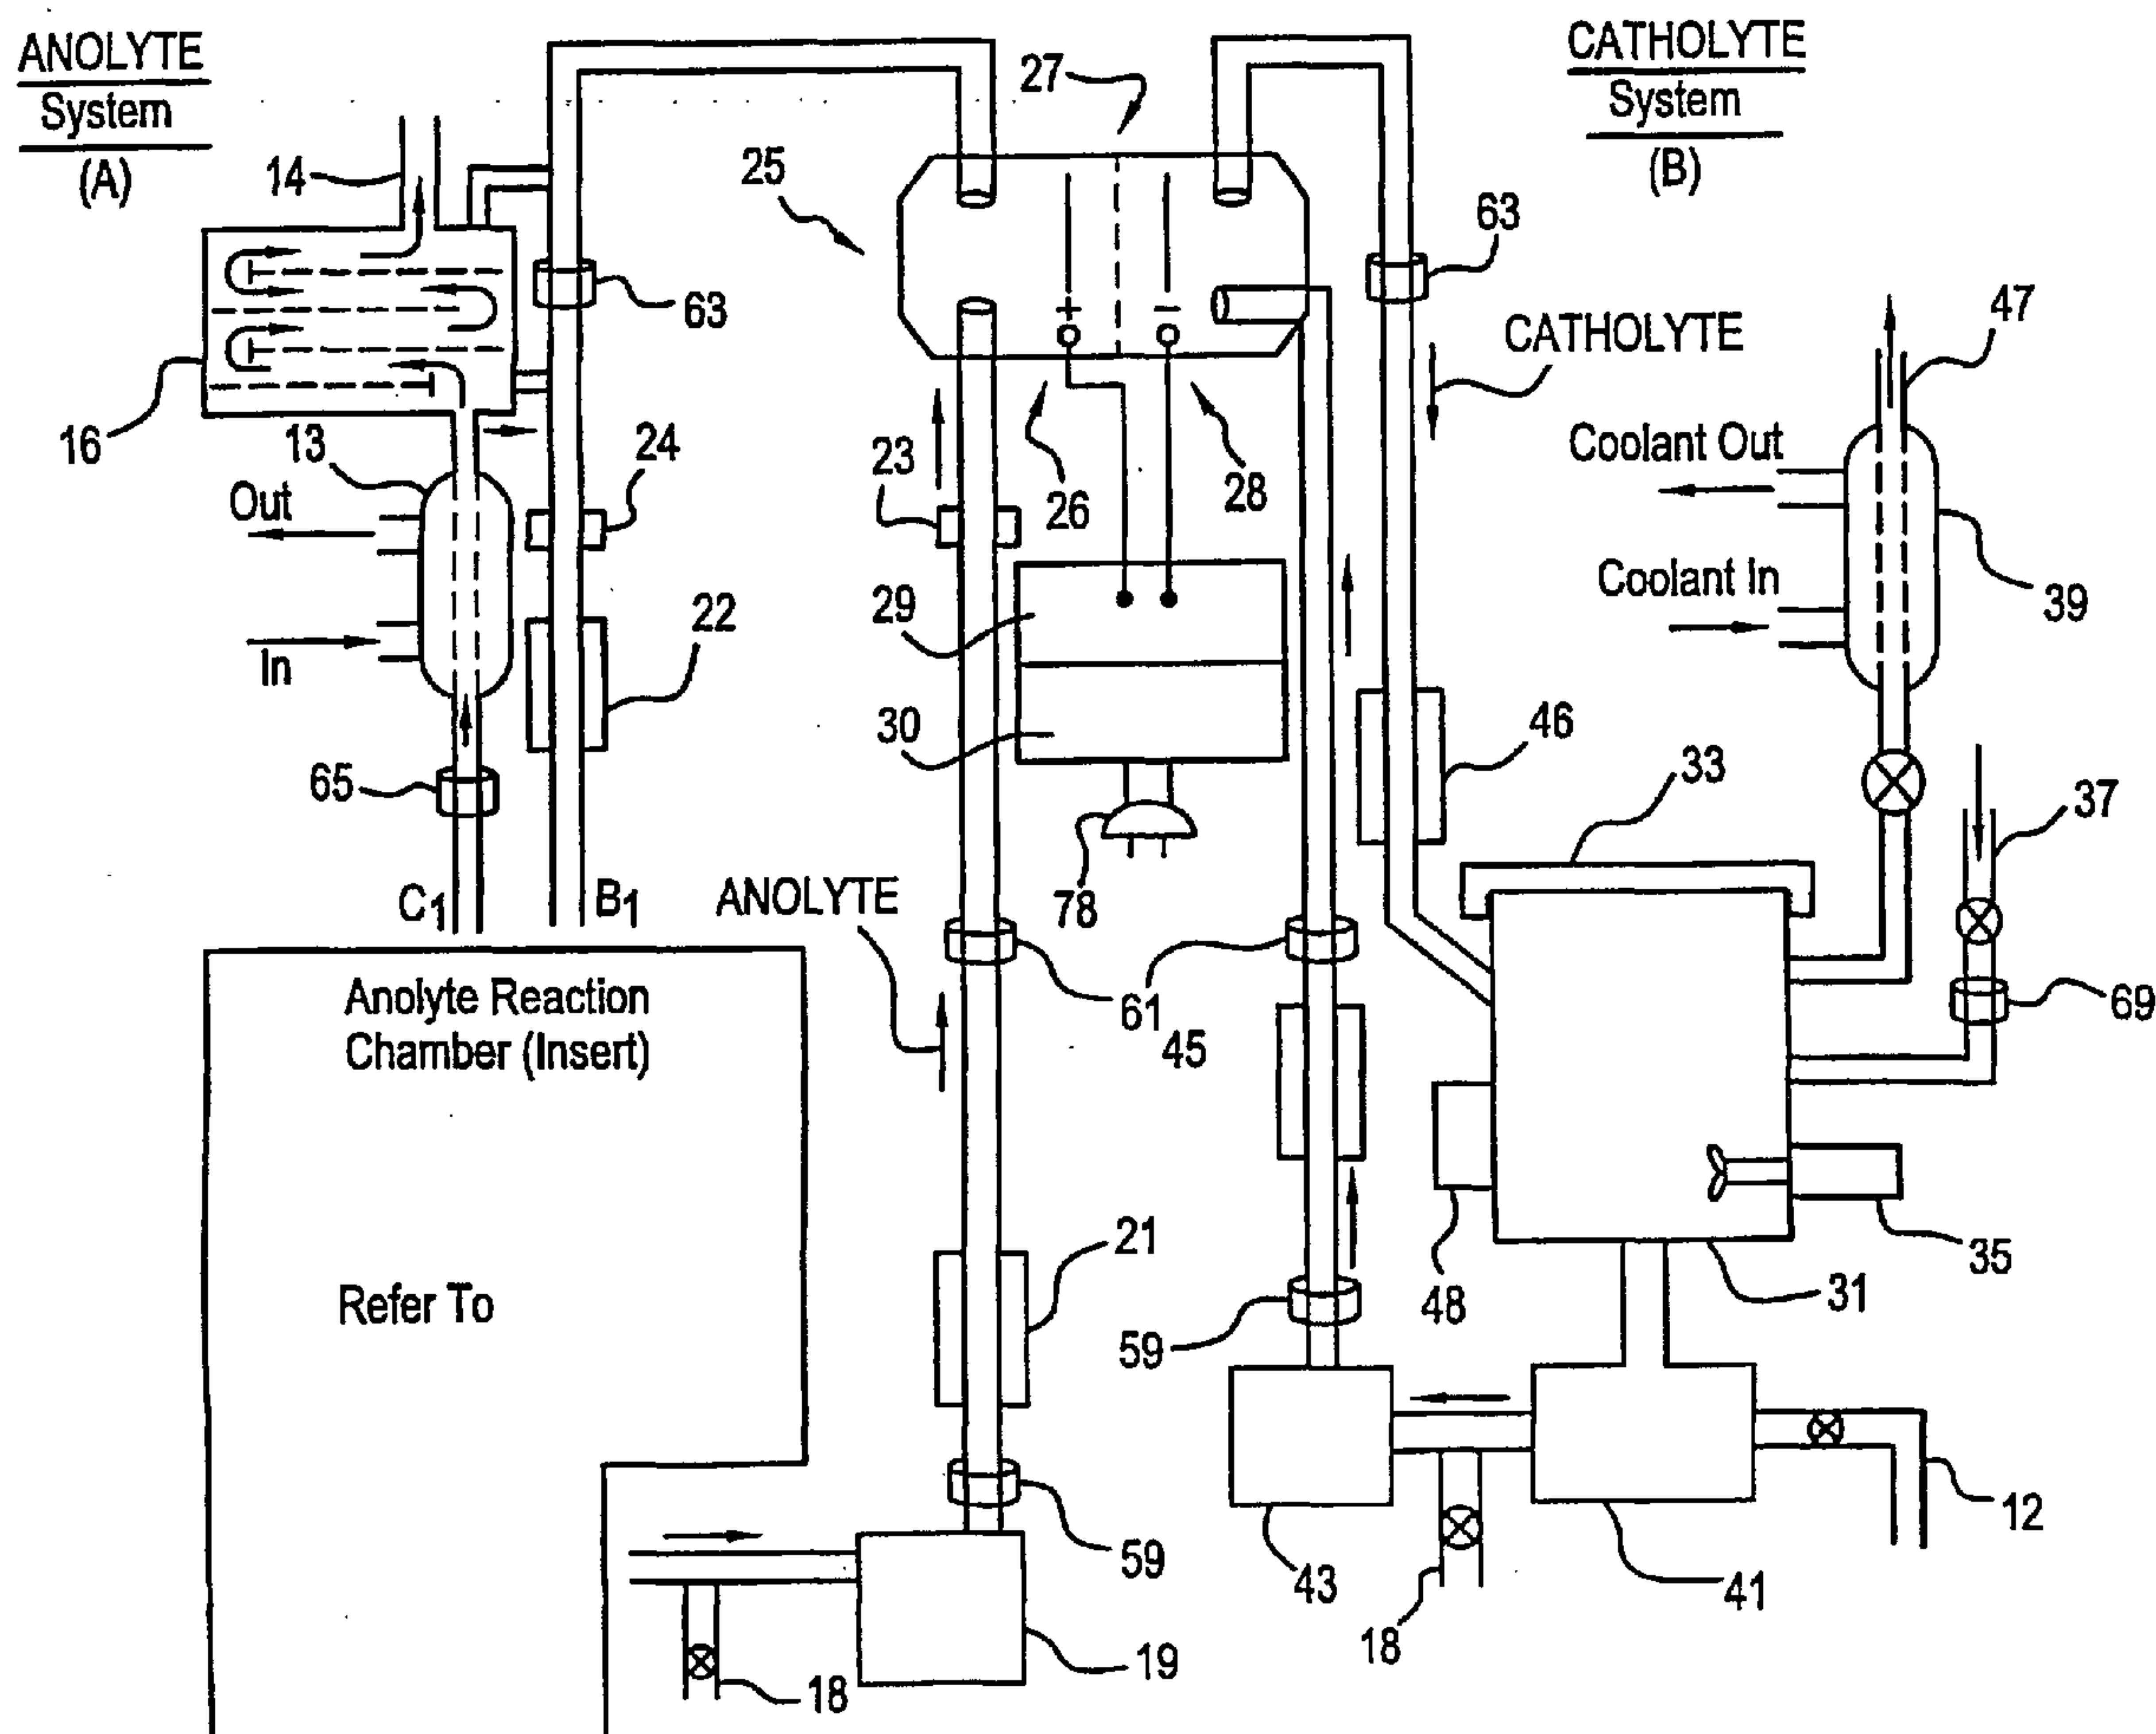 ANOLYTE
System
(A)
CATHOLYTE
System
(B)
27
14
25
63
63
CATHOLYTE
47
16
13
24
23
26
28
Coolant Out
Out
Coolant In
39
In
22
29
30
46
33
37
65
78
C1
B1
ANOLYTE
69
61
45
Anolyte Reaction
Chamber (Insert)
21
48
35
31
59
Refer To
12
59
43
41
18
19
18
+
−